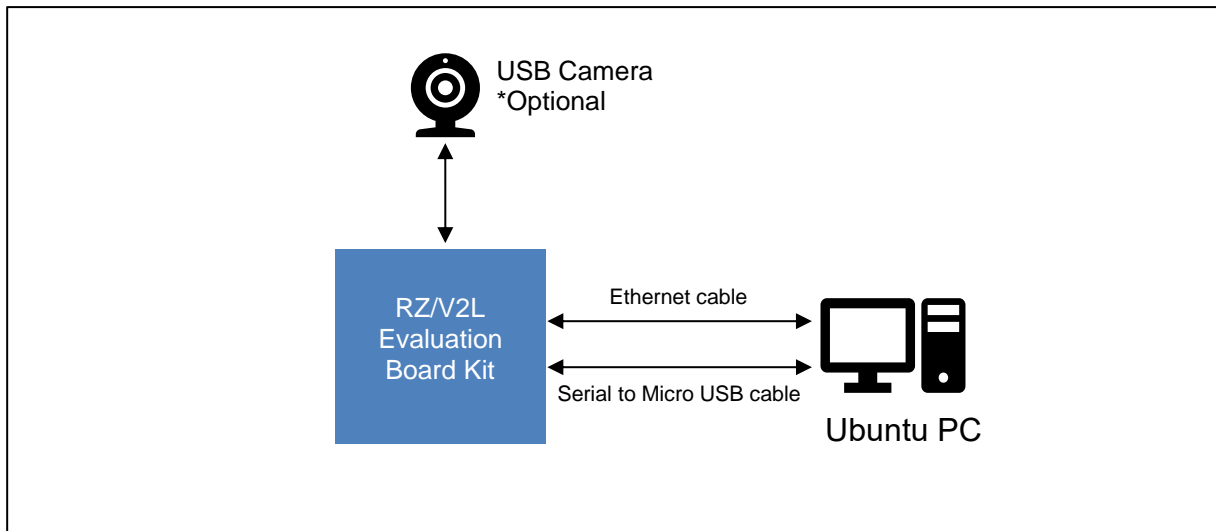 USB Camera
*Optional
RZ/V2L
Evaluation
Board Kit
Ethernet cable
Serial to Micro USB cable
Ubuntu PC